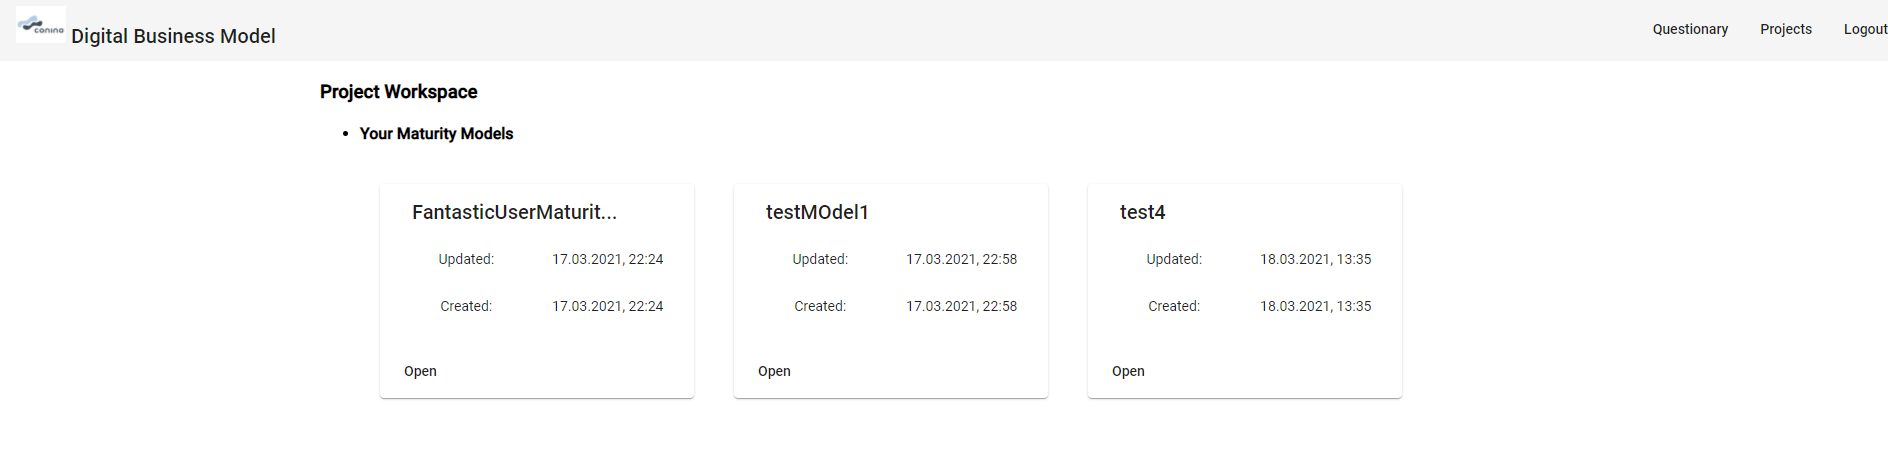 conino
Digital Business Model
Questionary Projects Logout
Project Workspace
• Your Maturity Models
FantasticUserMaturit...
Updated: 17.03.2021, 22:24
Created: 17.03.2021, 22:24
Open
testMOdel1
Updated: 17.03.2021, 22:58
Created: 17.03.2021, 22:58
Open
test4
Updated: 18.03.2021, 13:35
Created: 18.03.2021, 13:35
Open